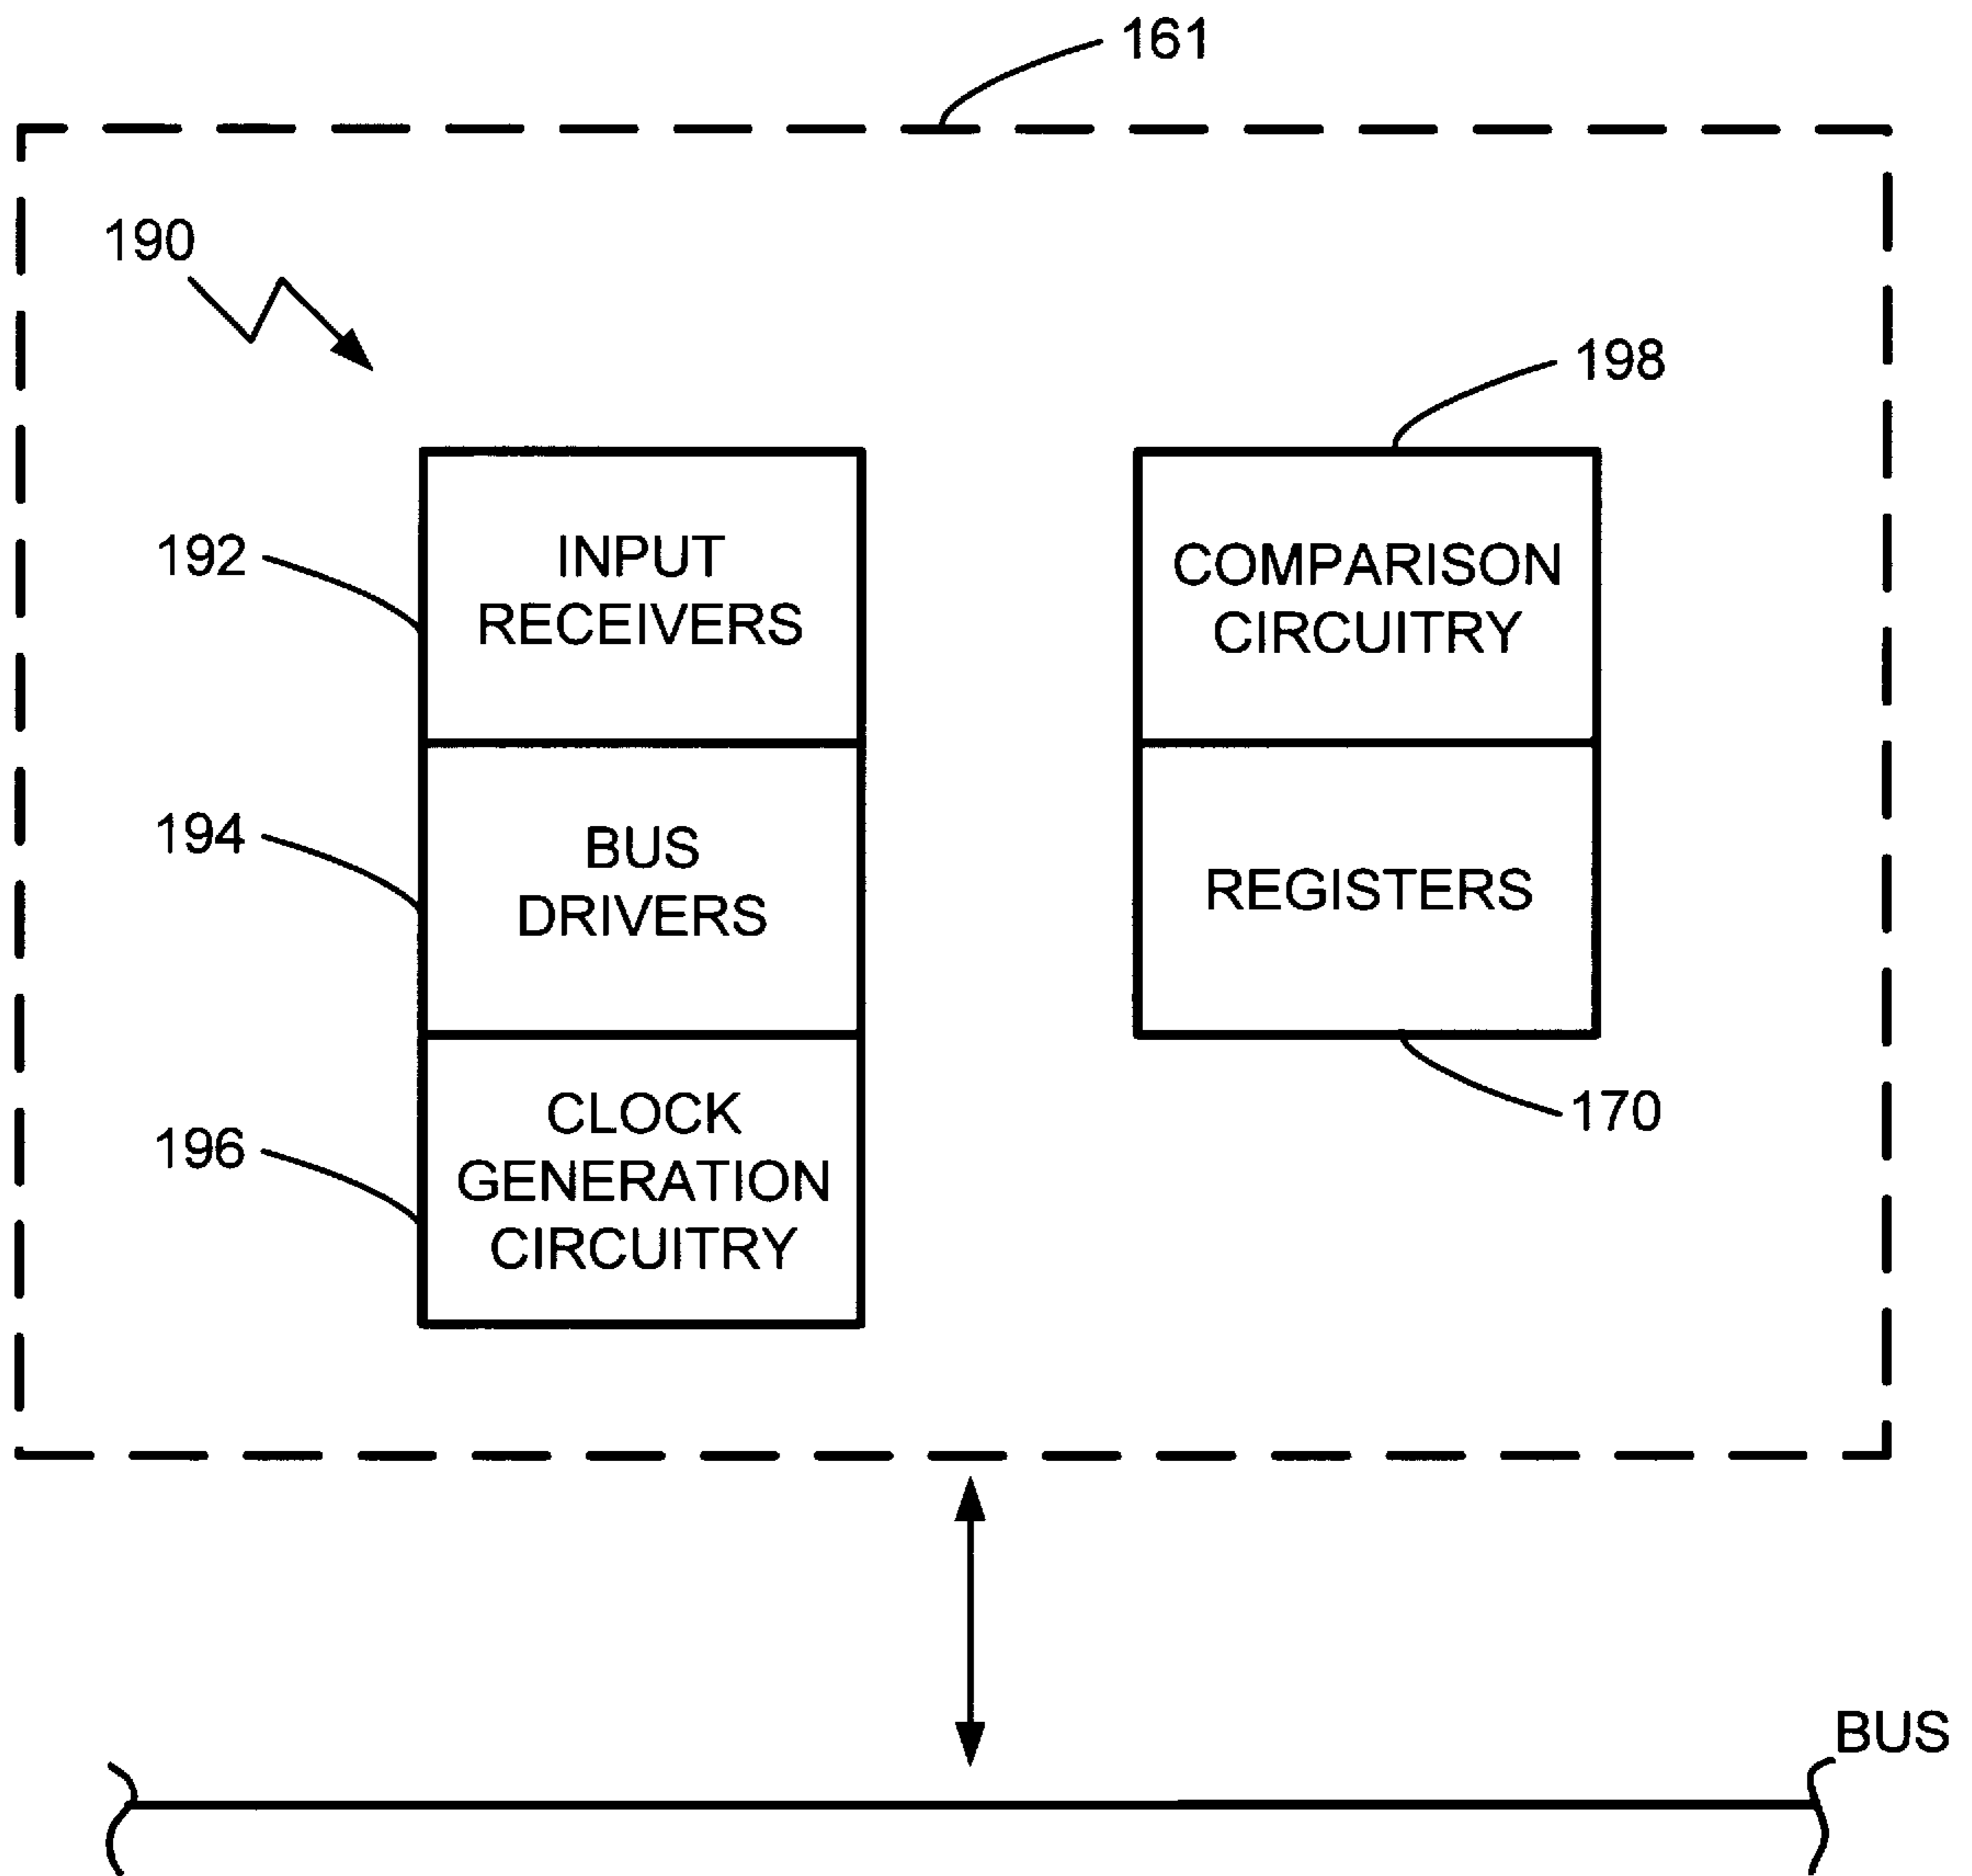 161
190
198
192
INPUT
RECEIVERS
COMPARISON
CIRCUITRY
194
BUS
DRIVERS
REGISTERS
196
CLOCK
GENERATION
CIRCUITRY
170
BUS